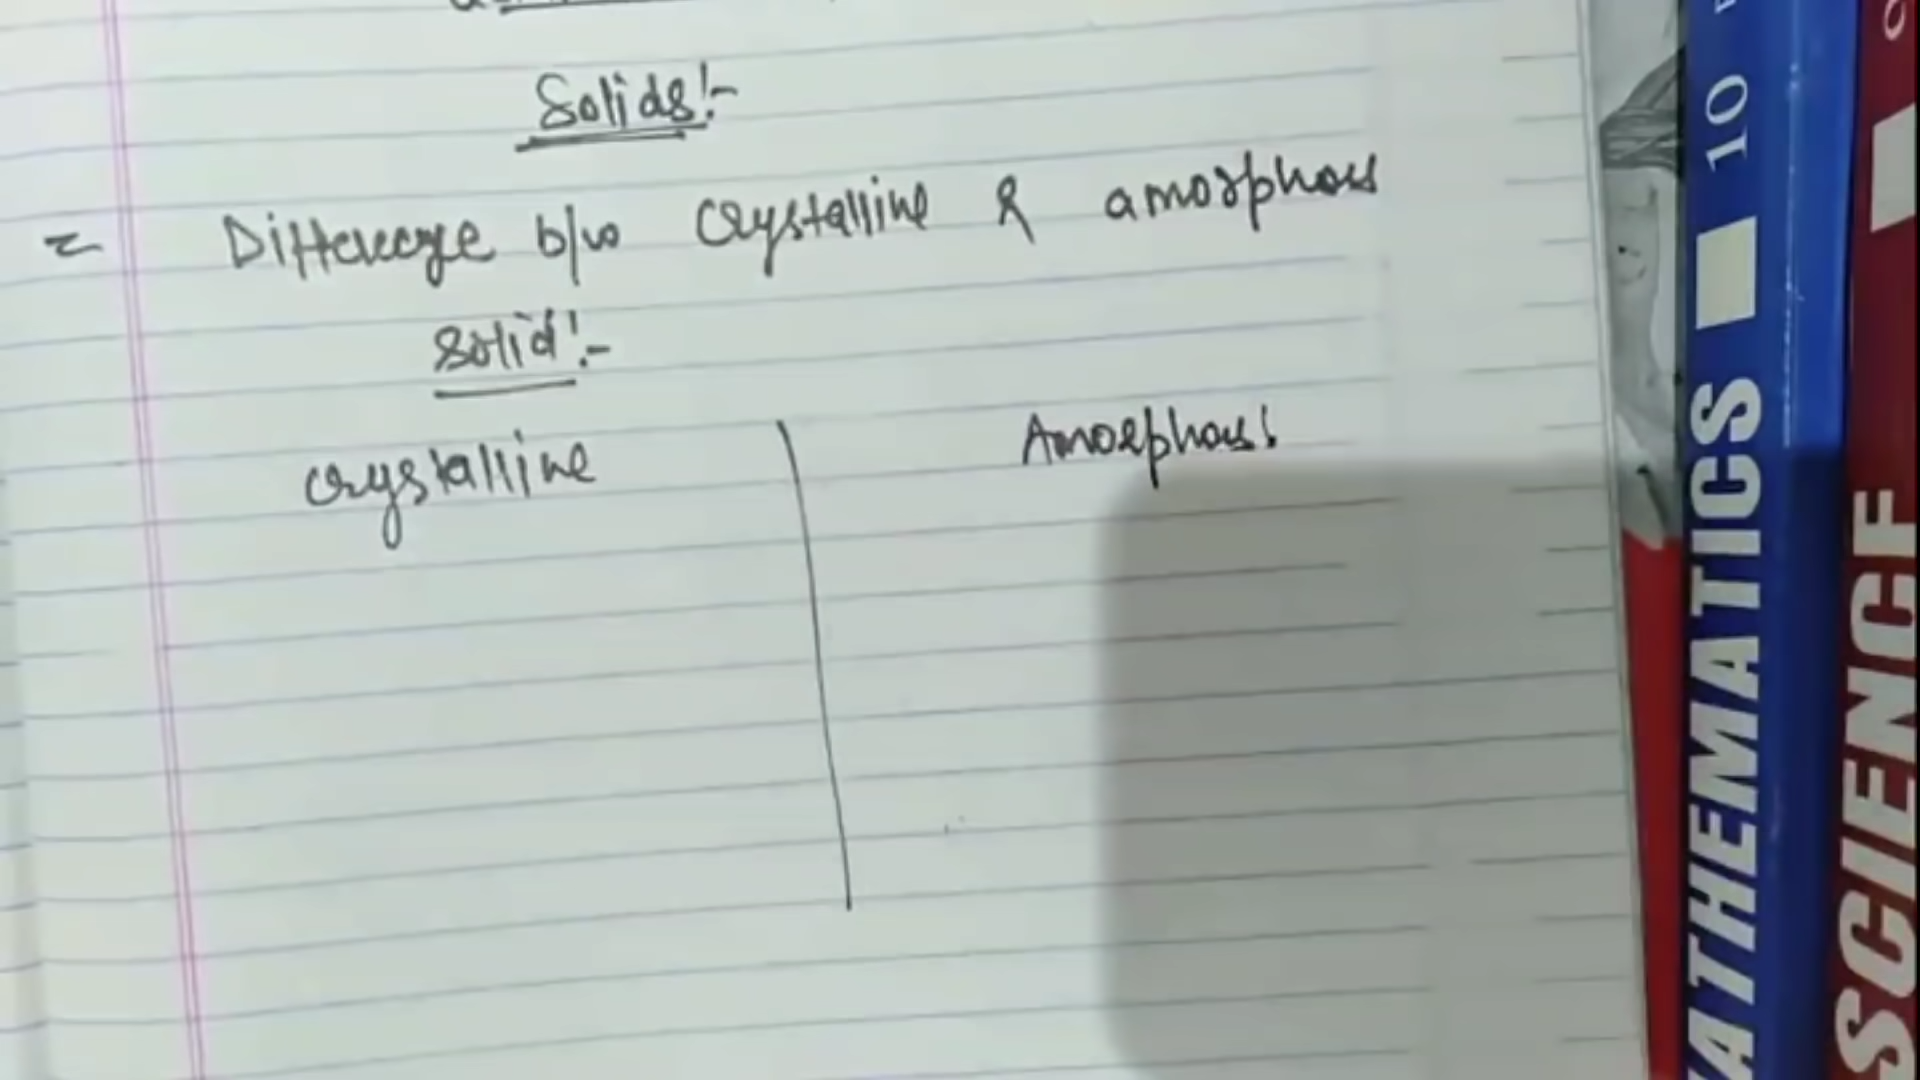 Solids:-
Difference b/w Crystalline & amorphous
Solid:-
crystalline
Amorphous:
MATHEMATICS 10
SCIENCE